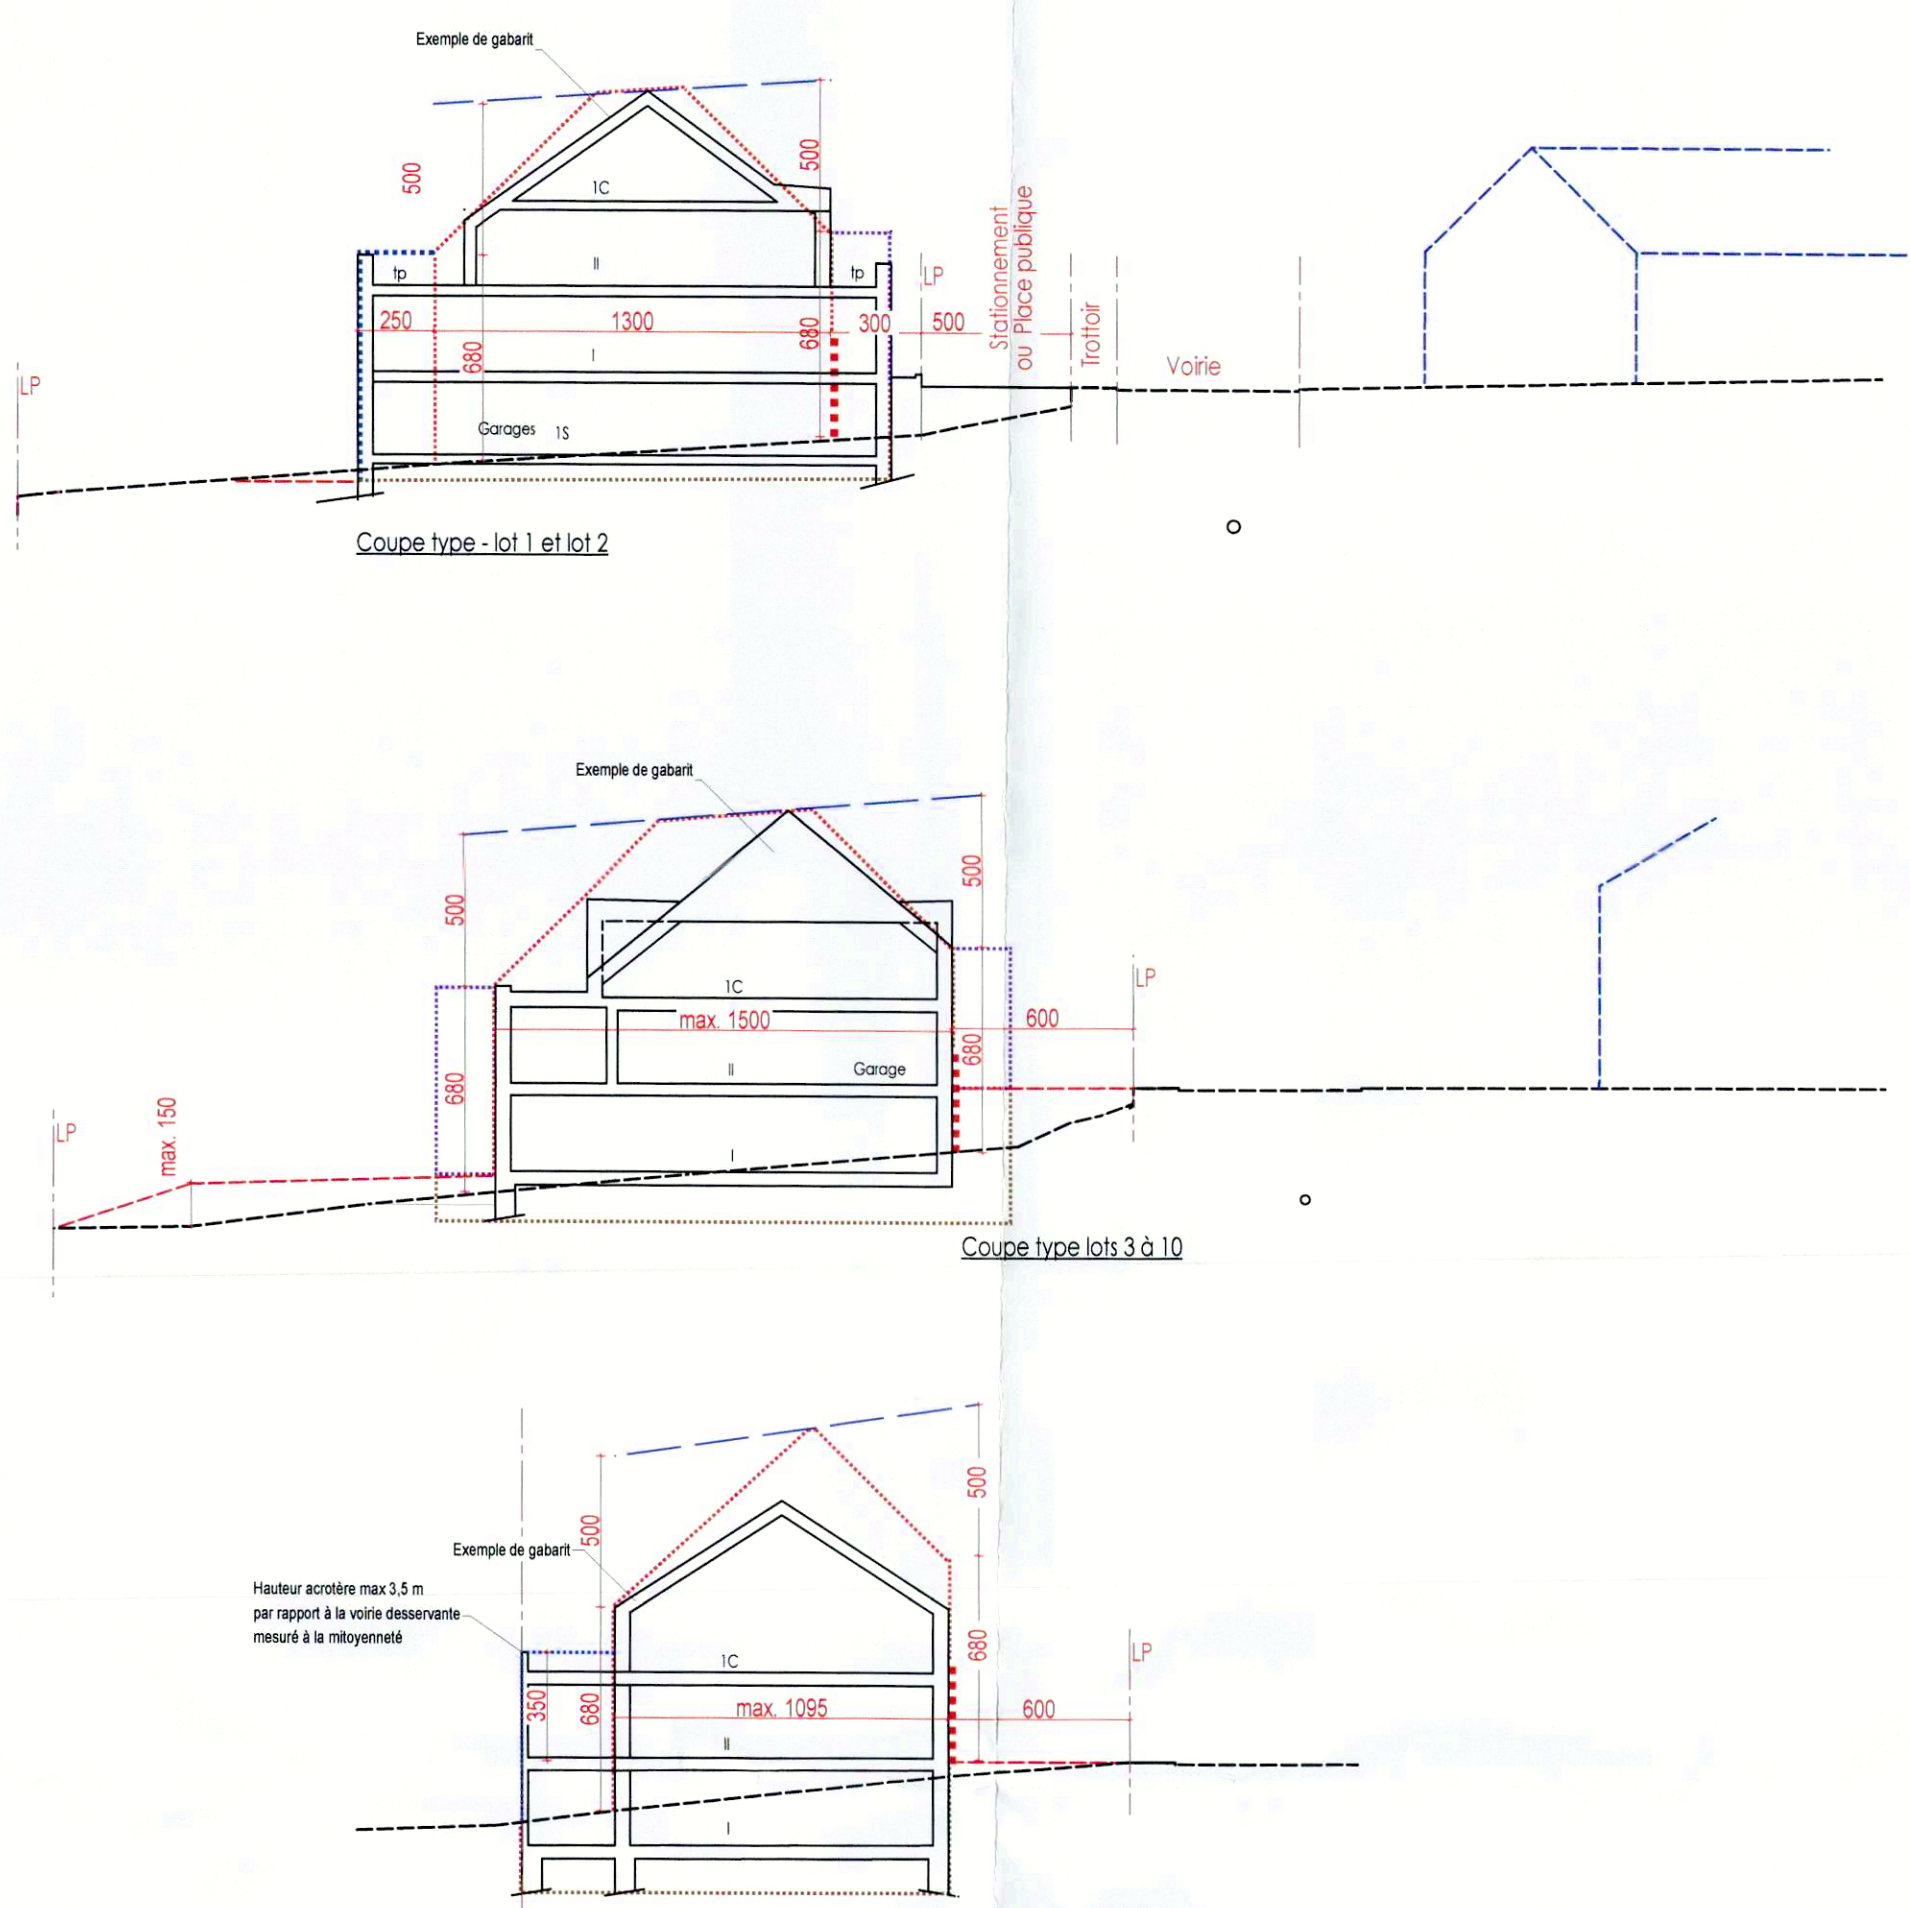 Exemple de gabarit
500
500
1C
II
tp
tp
LP
Stationnement
ou Place publique
Trottoir
Voirie
250
1300
300
500
680
680
I
LP
Garages 1S
Coupe type - lot 1 et lot 2
Exemple de gabarit
500
500
1C
max. 1500
600
LP
680
680
II
Garage
max. 150
LP
I
Coupe type lots 3 à 10
500
500
Exemple de gabarit
Hauteur acrotère max 3,5 m
par rapport à la voirie desservante
mesuré à la mitoyenneté
1C
680
LP
350
680
max. 1095
600
II
I